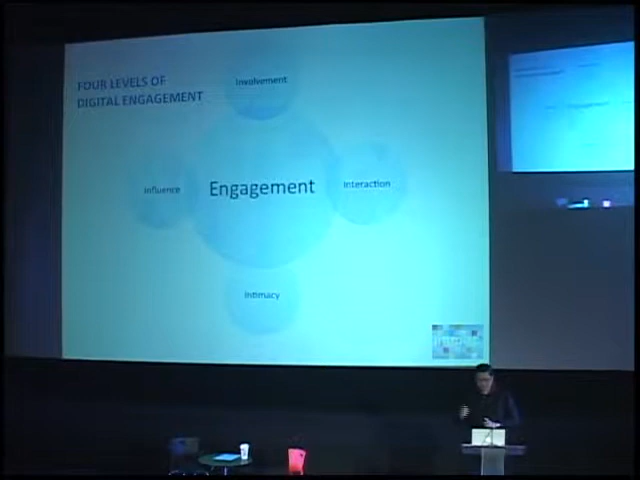 FOUR LEVELS OF
DIGITAL ENGAGEMENT
Involvement
Influence
Engagement
Interaction
Intimacy